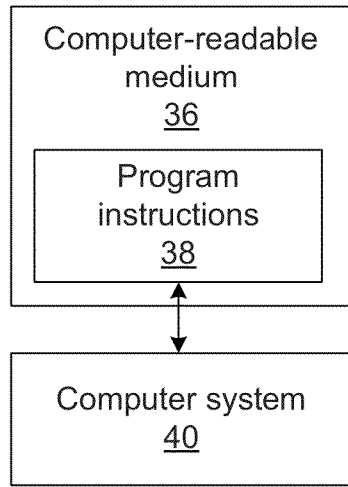 Computer-readable
medium
36
Program
instructions
38
Computer system
40